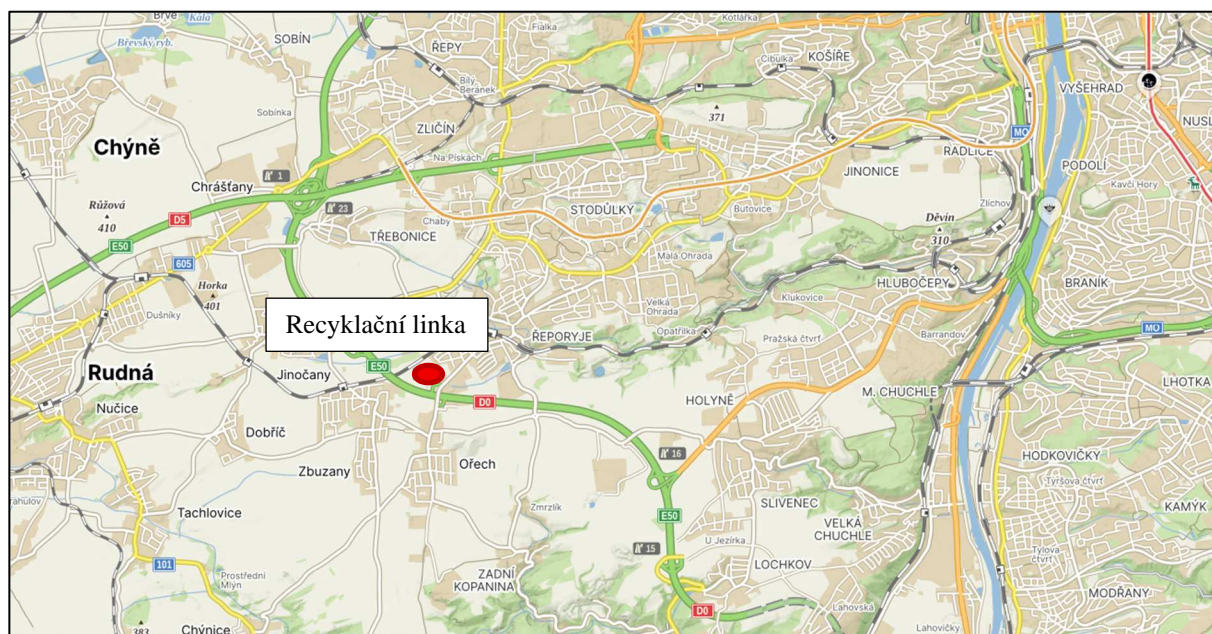 Kala
Brvě
Břevský ryb.
SOBÍN
Fialka
Kotlářka
ŘEPY
Cibulka
KOŠÍŘE
Bílý
Beránek
VYŠEHRAD
Sobínka
371
NUSL
ZLIČÍN
MO
Chýně
Na Pískách
RADLICE
PODOLÍ
Chrášťany
1
JINONICE
Kavčí Hory
Růžová
410
D5
23
Chaby
STODŮLKY
Butovice
Děvín
310
Zlíchov
E50
TŘEBONICE
605
Malá Ohrada
HLUBOČEPY
BRANÍK
Horka
401
Velká
Ohrada
Klukovice
Dušníky
Recyklační linka
ŘEPORYJE
Opatřilka
Pražská čtvrť
Barrandov
MO
Rudná
Jinočany
E50
D0
HOLYNĚ
M. CHUCHLE
LHOTKA
Nučice
Dobříč
Zbuzany
Ořech
16
HODKOVIČKY
Tyršova čtvrť
rahulov
Tachlovice
Zmrzlík
E50
SLIVENEC
VELKÁ
CHUCHLE
KAMÝK
U Jezírka
15
Tylova
čtvrť
101
Prostřední
Mlýn
ZADNÍ
KOPANINA
LOCHKOV
MODŘANY
D0
Lahovská
383
Chýnice
Lahovičky